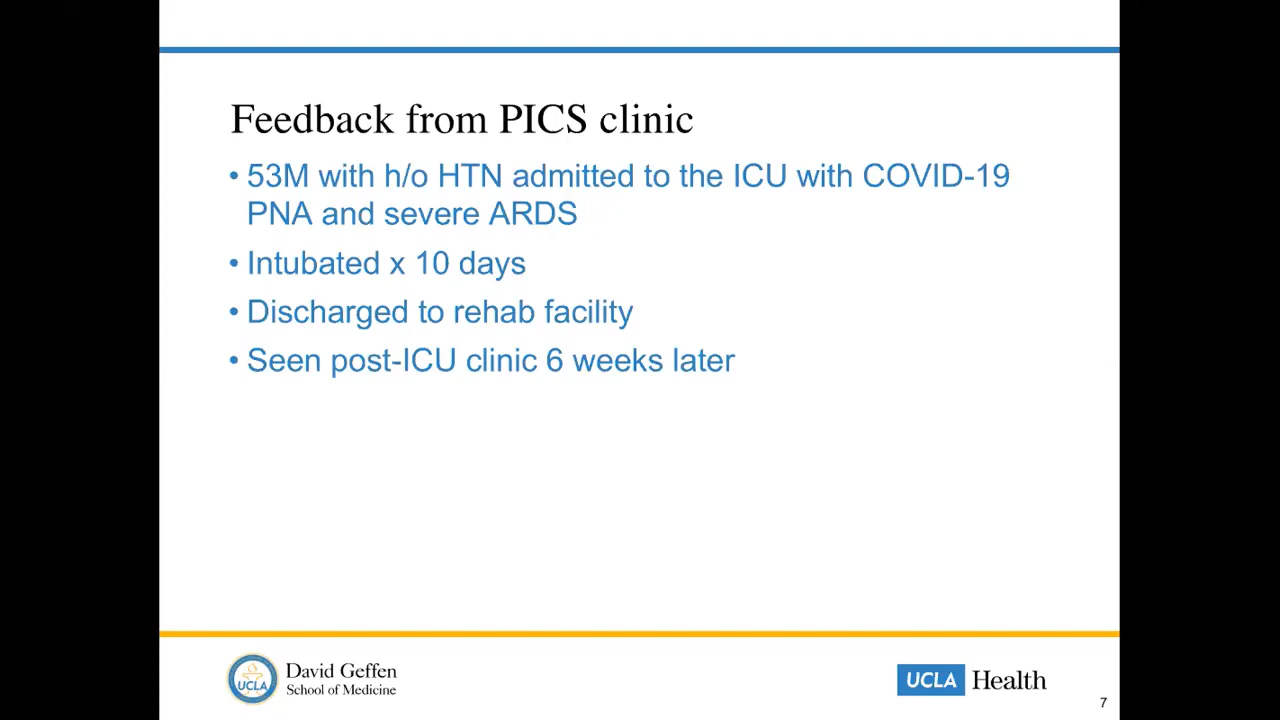 Feedback from PICS clinic
• 53M with h/o HTN admitted to the ICU with COVID-19
PNA and severe ARDS
• Intubated x 10 days
• Discharged to rehab facility
• Seen post-ICU clinic 6 weeks later
UCLA
David Geffen
School of Medicine
UCLA Health
7